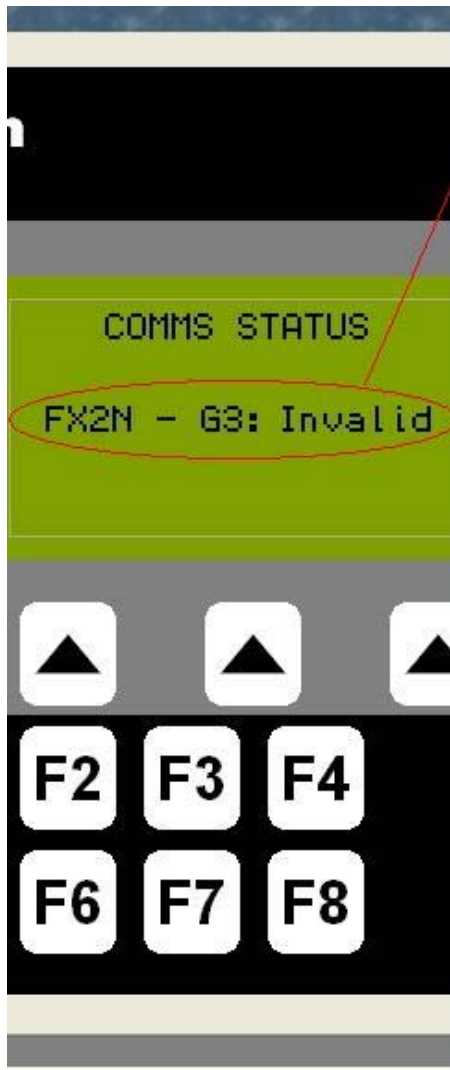 n
COMMS STATUS
FX2N - G3: Invalid
F2 F3 F4
F6 F7 F8